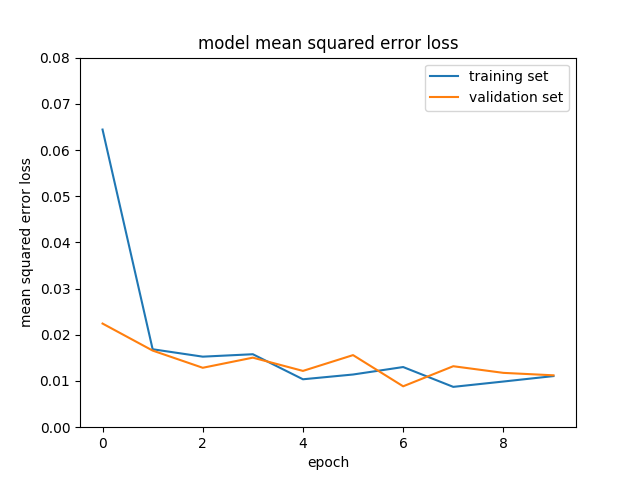 model mean squared error loss
training set
validation set
0.08
0.07
0.06
0.05
0.04
0.03
0.02
0.01
0.00
mean squared error loss
0 2 4 6 8
epoch